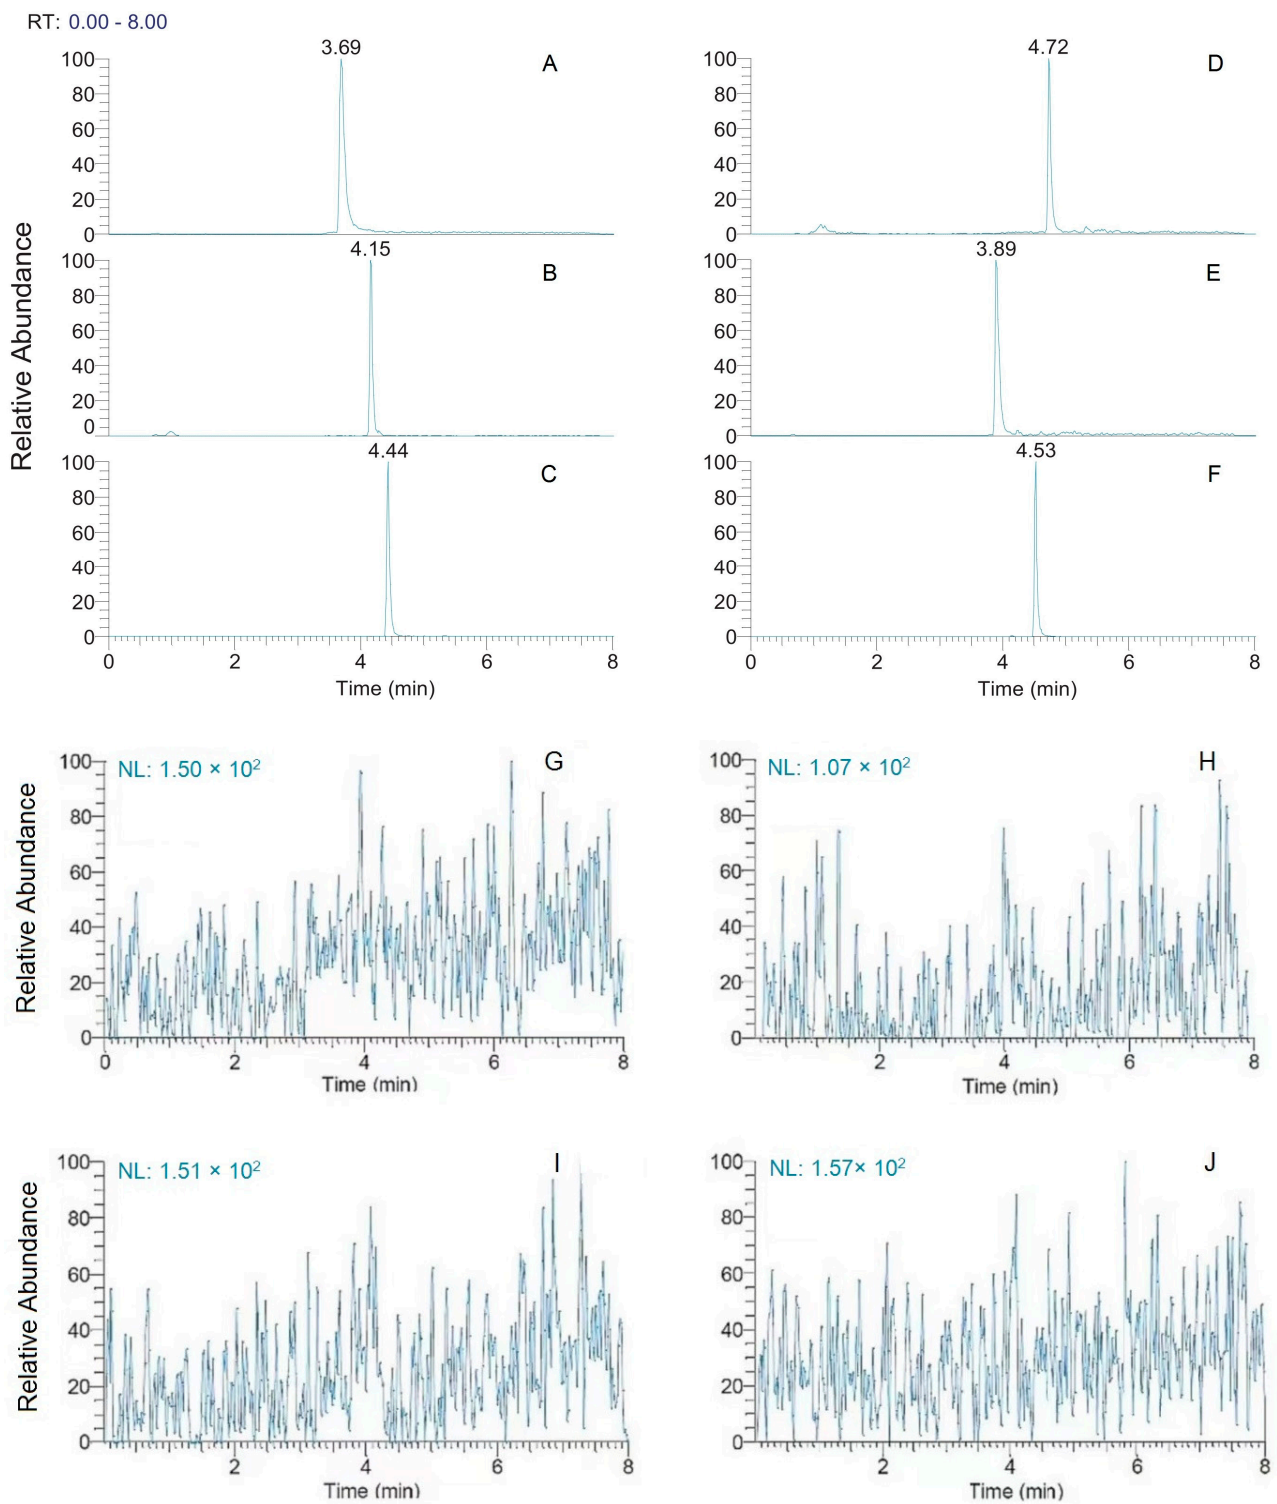 RT: 0.00 - 8.00
Relative Abundance
3.69
A
100
80
60
40
20
0
4.15
B
100
80
60
40
20
0
4.44
C
100
80
60
40
20
0
0 2 4 6 8
Time (min)
4.72
D
100
80
60
40
20
0
3.89
E
100
80
60
40
20
0
4.53
F
100
80
60
40
20
0
0 2 4 6 8
Time (min)
Relative Abundance
NL: 1.50 × 10²
G
100
80
60
40
20
0
0 2 4 6 8
Time (min)
NL: 1.07 × 10²
H
100
80
60
40
20
0
2 4 6 8
Time (min)
Relative Abundance
NL: 1.51 × 10²
I
100
80
60
40
20
0
2 4 6 8
Time (min)
NL: 1.57× 10²
J
100
80
60
40
20
0
2 4 6 8
Time (min)